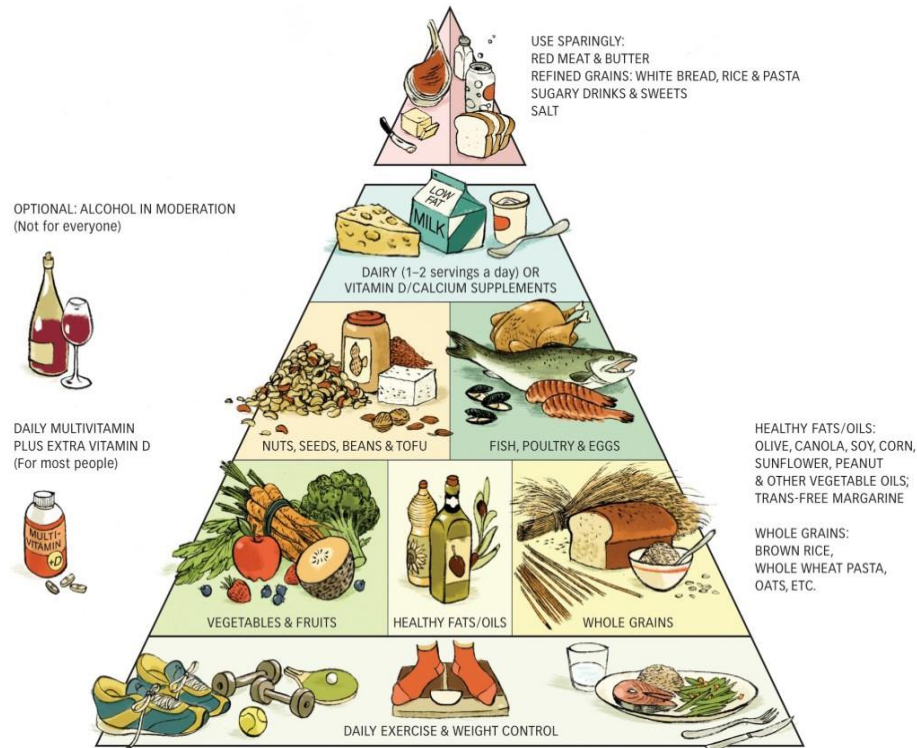 USE SPARINGLY:
RED MEAT & BUTTER
REFINED GRAINS: WHITE BREAD, RICE & PASTA
SUGARY DRINKS & SWEETS
SALT
OPTIONAL: ALCOHOL IN MODERATION
(Not for everyone)
LOW
FAT
MILK
DAIRY (1–2 servings a day) OR
VITAMIN D/CALCIUM SUPPLEMENTS
DAILY MULTIVITAMIN
PLUS EXTRA VITAMIN D
(For most people)
MULTI-
VITAMIN
+D
NUTS, SEEDS, BEANS & TOFU
FISH, POULTRY & EGGS
HEALTHY FATS/OILS:
OLIVE, CANOLA, SOY, CORN,
SUNFLOWER, PEANUT
& OTHER VEGETABLE OILS;
TRANS-FREE MARGARINE
WHOLE GRAINS:
BROWN RICE,
WHOLE WHEAT PASTA,
OATS, ETC.
VEGETABLES & FRUITS
HEALTHY FATS/OILS
WHOLE GRAINS
DAILY EXERCISE & WEIGHT CONTROL